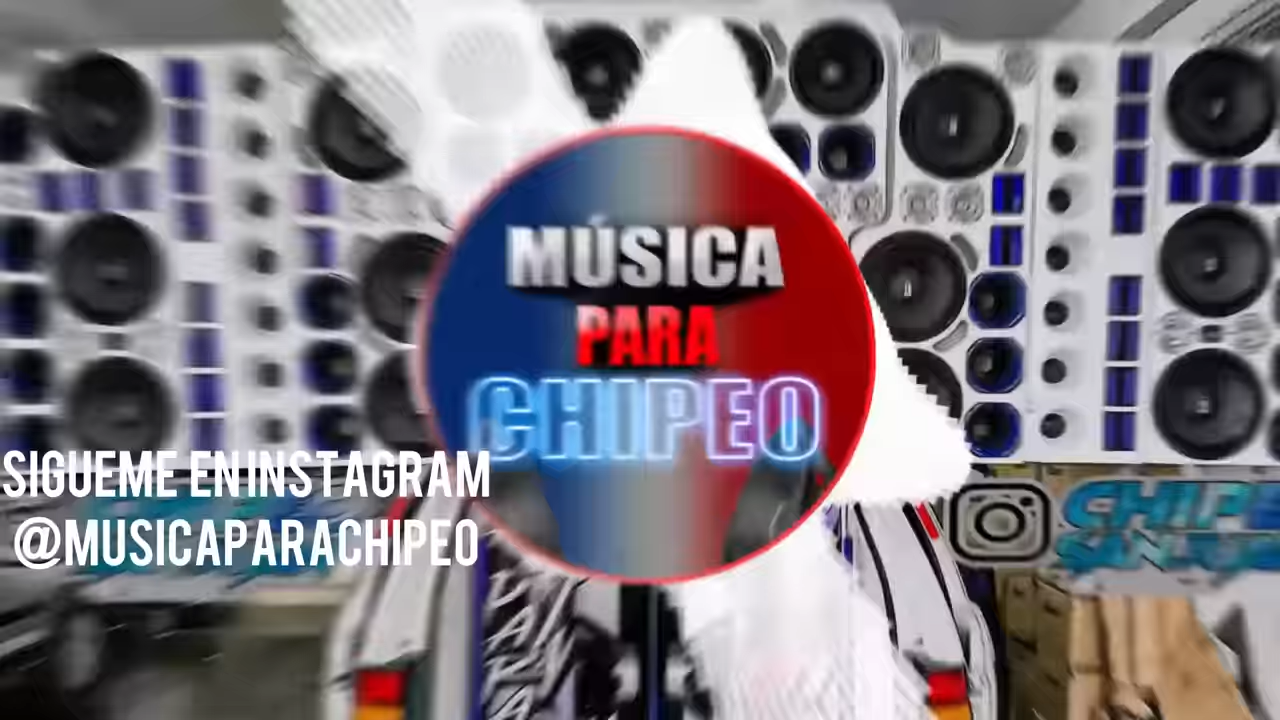 MÚSICA
PARA
CHIPEO
SIGUEME EN INSTAGRAM
@MUSICAPARACHIPEO